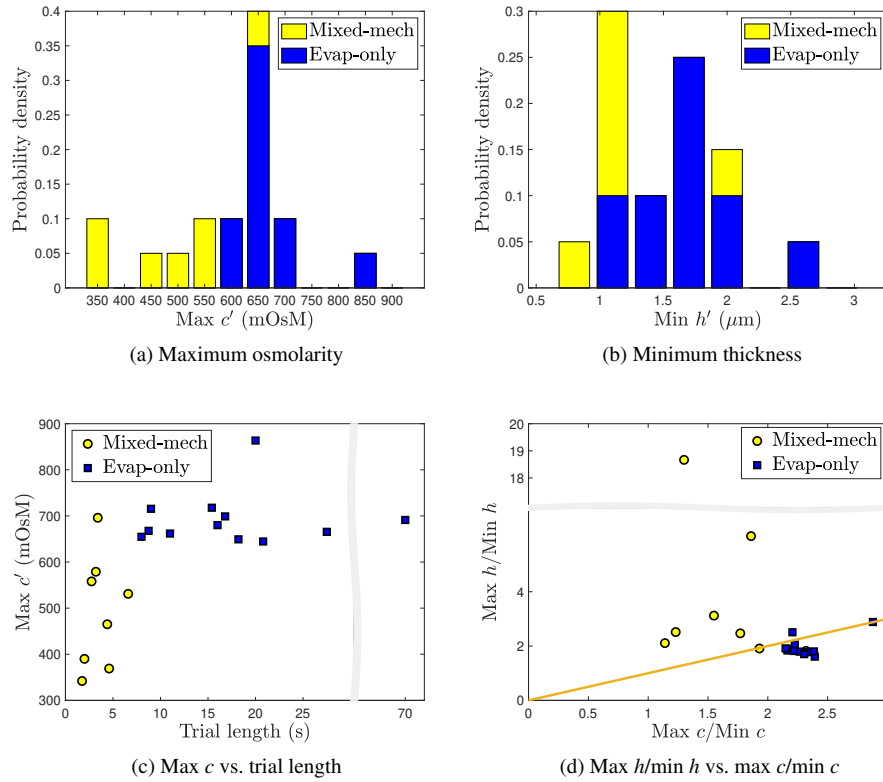 0.4
0.35
0.3
0.25
0.2
0.15
0.1
0.05
0
Probability density
Mixed-mech
Evap-only
350 400 450 500 550 600 650 700 750 800 850 900
Max c′ (mOsM)
(a) Maximum osmolarity
0.3
0.25
0.2
0.15
0.1
0.05
0
Probability density
Mixed-mech
Evap-only
0.5 1 1.5 2 2.5 3
Min h′ (μm)
(b) Minimum thickness
900
800
700
600
500
400
300
Max c′ (mOsM)
Mixed-mech
Evap-only
0 5 10 15 20 25 70
Trial length (s)
(c) Max c vs. trial length
20
18
4
2
0
Max h/Min h
Mixed-mech
Evap-only
0 0.5 1 1.5 2 2.5
Max c/Min c
(d) Max h/min h vs. max c/min c